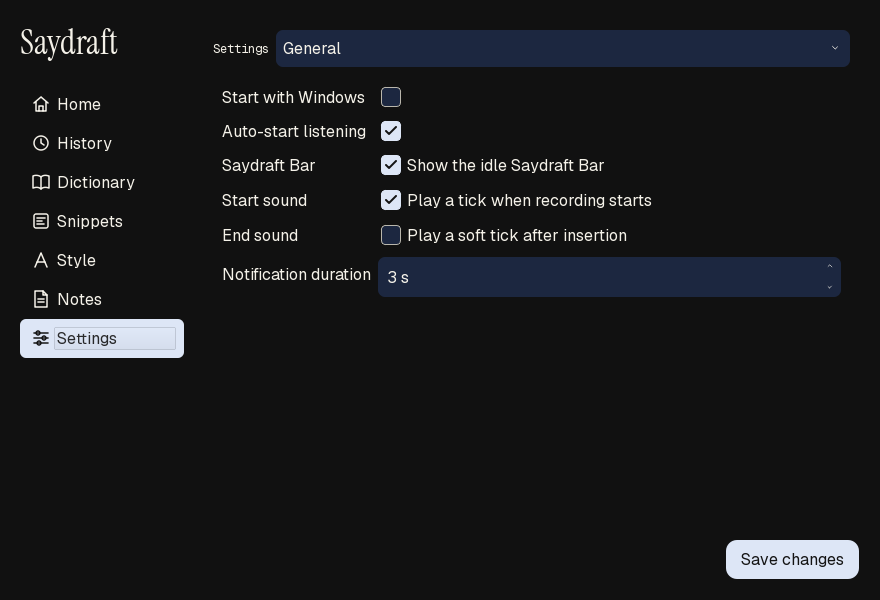 Saydraft
Home
History
Dictionary
Snippets
Style
Notes
Settings
Settings General
Start with Windows
Auto-start listening
Saydraft Bar Show the idle Saydraft Bar
Start sound Play a tick when recording starts
End sound Play a soft tick after insertion
Notification duration 3 s
Save changes